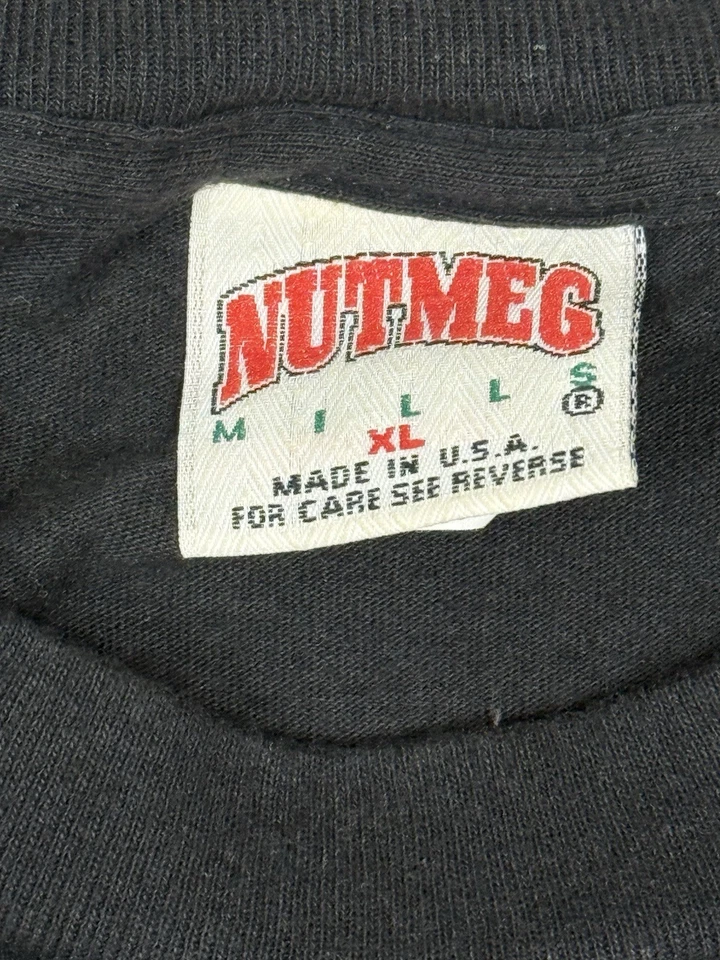 NUTMEG
MILLS ®
XL
MADE IN U.S.A.
FOR CARE SEE REVERSE